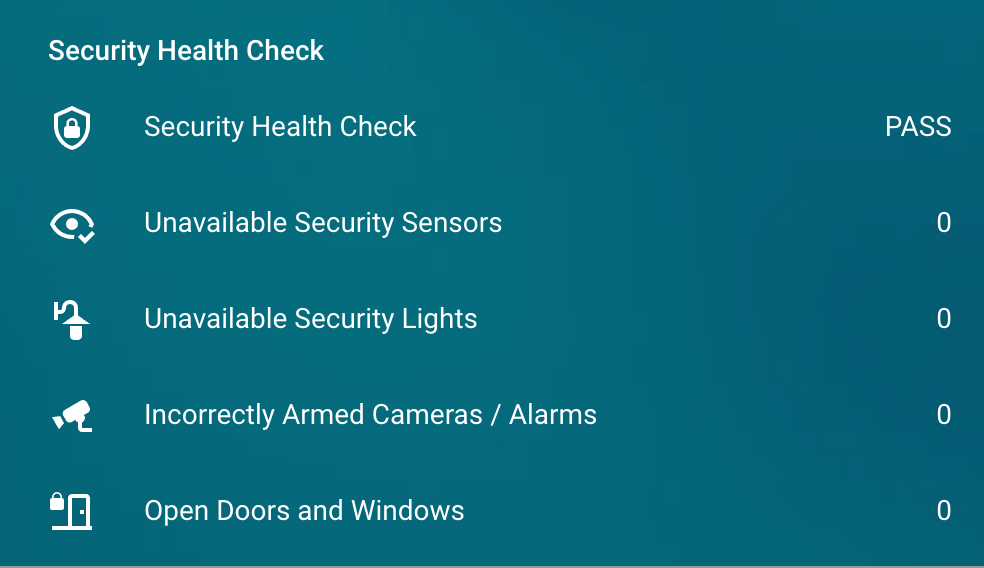 Security Health Check
Security Health Check PASS
Unavailable Security Sensors 0
Unavailable Security Lights 0
Incorrectly Armed Cameras / Alarms 0
Open Doors and Windows 0